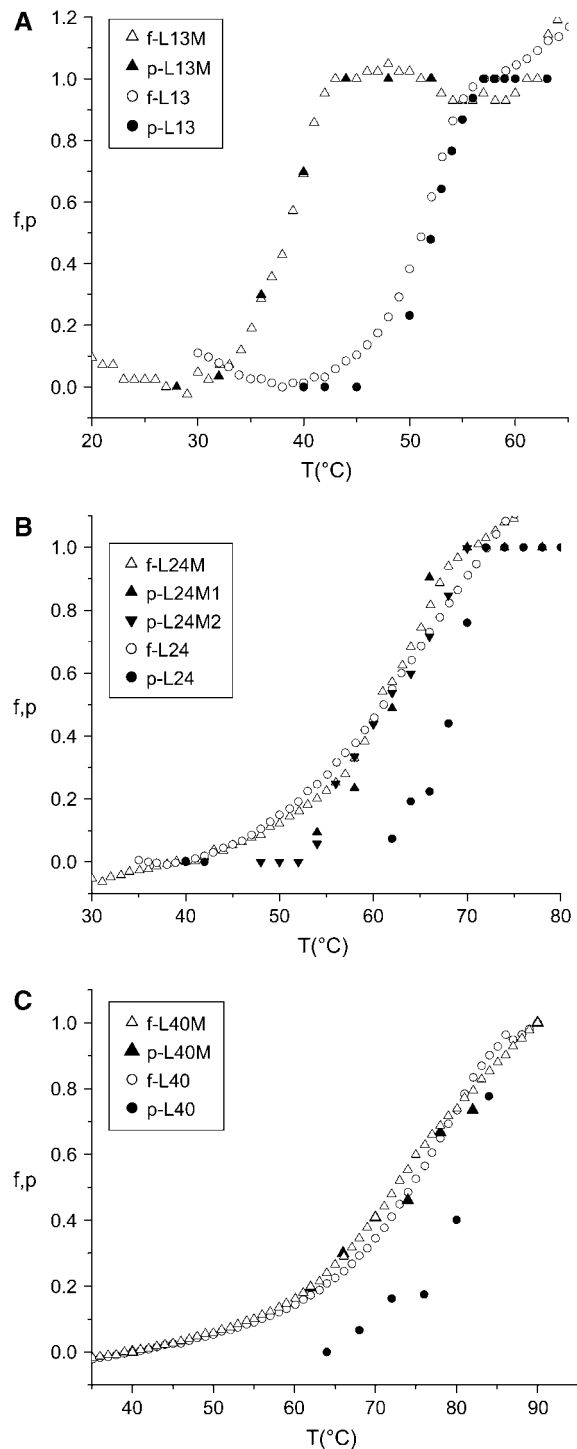 A
△ f-L13M
▲ p-L13M
○ f-L13
● p-L13
1.2
1.0
0.8
0.6
0.4
0.2
0.0
f,p
20 30 40 50 60
T(°C)
B
△ f-L24M
▲ p-L24M1
▼ p-L24M2
○ f-L24
● p-L24
1.0
0.8
0.6
0.4
0.2
0.0
f,p
30 40 50 60 70 80
T(°C)
C
△ f-L40M
▲ p-L40M
○ f-L40
● p-L40
1.0
0.8
0.6
0.4
0.2
0.0
f,p
40 50 60 70 80 90
T(°C)